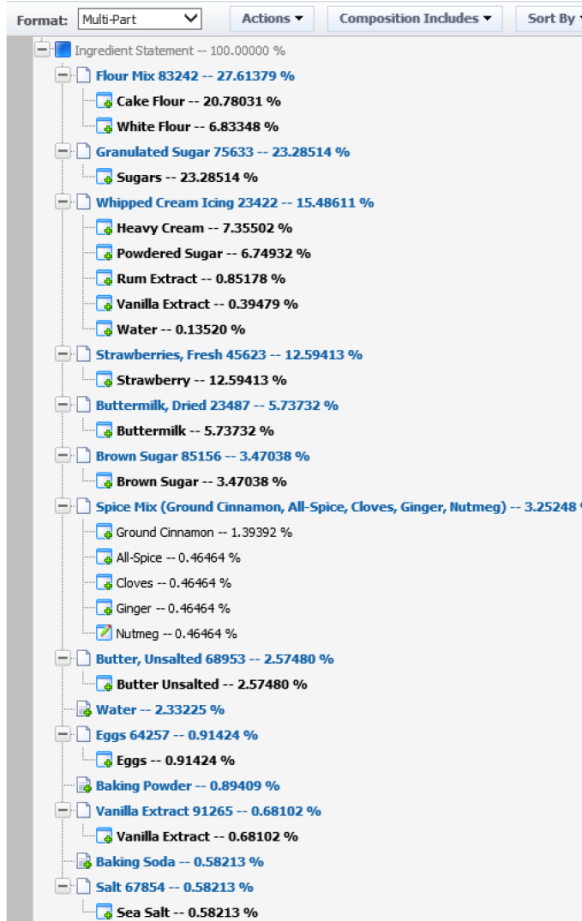 Format: Multi-Part Actions Composition Includes Sort By
Ingredient Statement -- 100.00000 %
Flour Mix 83242 -- 27.61379 %
Cake Flour -- 20.78031 %
White Flour -- 6.83348 %
Granulated Sugar 75633 -- 23.28514 %
Sugars -- 23.28514 %
Whipped Cream Icing 23422 -- 15.48611 %
Heavy Cream -- 7.35502 %
Powdered Sugar -- 6.74932 %
Rum Extract -- 0.85178 %
Vanilla Extract -- 0.39479 %
Water -- 0.13520 %
Strawberries, Fresh 45623 -- 12.59413 %
Strawberry -- 12.59413 %
Buttermilk, Dried 23487 -- 5.73732 %
Buttermilk -- 5.73732 %
Brown Sugar 85156 -- 3.47038 %
Brown Sugar -- 3.47038 %
Spice Mix (Ground Cinnamon, All-Spice, Cloves, Ginger, Nutmeg) -- 3.25248 %
Ground Cinnamon -- 1.39392 %
All-Spice -- 0.46464 %
Cloves -- 0.46464 %
Ginger -- 0.46464 %
Nutmeg -- 0.46464 %
Butter, Unsalted 68953 -- 2.57480 %
Butter Unsalted -- 2.57480 %
Water -- 2.33225 %
Eggs 64257 -- 0.91424 %
Eggs -- 0.91424 %
Baking Powder -- 0.89409 %
Vanilla Extract 91265 -- 0.68102 %
Vanilla Extract -- 0.68102 %
Baking Soda -- 0.58213 %
Salt 67854 -- 0.58213 %
Sea Salt -- 0.58213 %